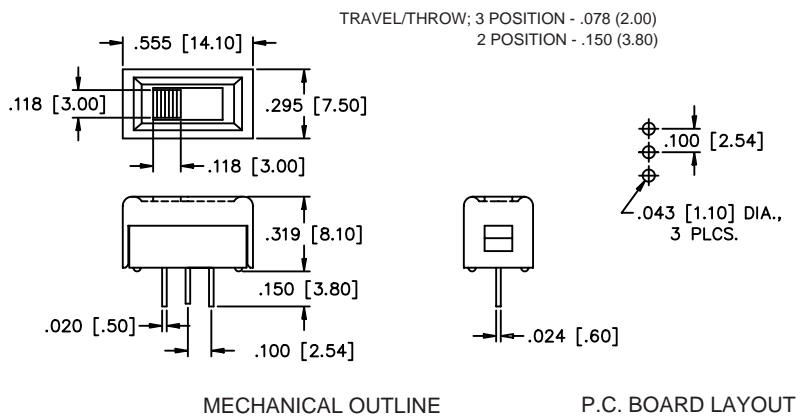 TRAVEL/THROW; 3 POSITION - .078 (2.00)
2 POSITION - .150 (3.80)
.555 [14.10]
.118 [3.00]
.295 [7.50]
.118 [3.00]
.100 [2.54]
.043 [1.10] DIA.,
3 PLCS.
.319 [8.10]
.150 [3.80]
.020 [.50]
.100 [2.54]
.024 [.60]
MECHANICAL OUTLINE
P.C. BOARD LAYOUT